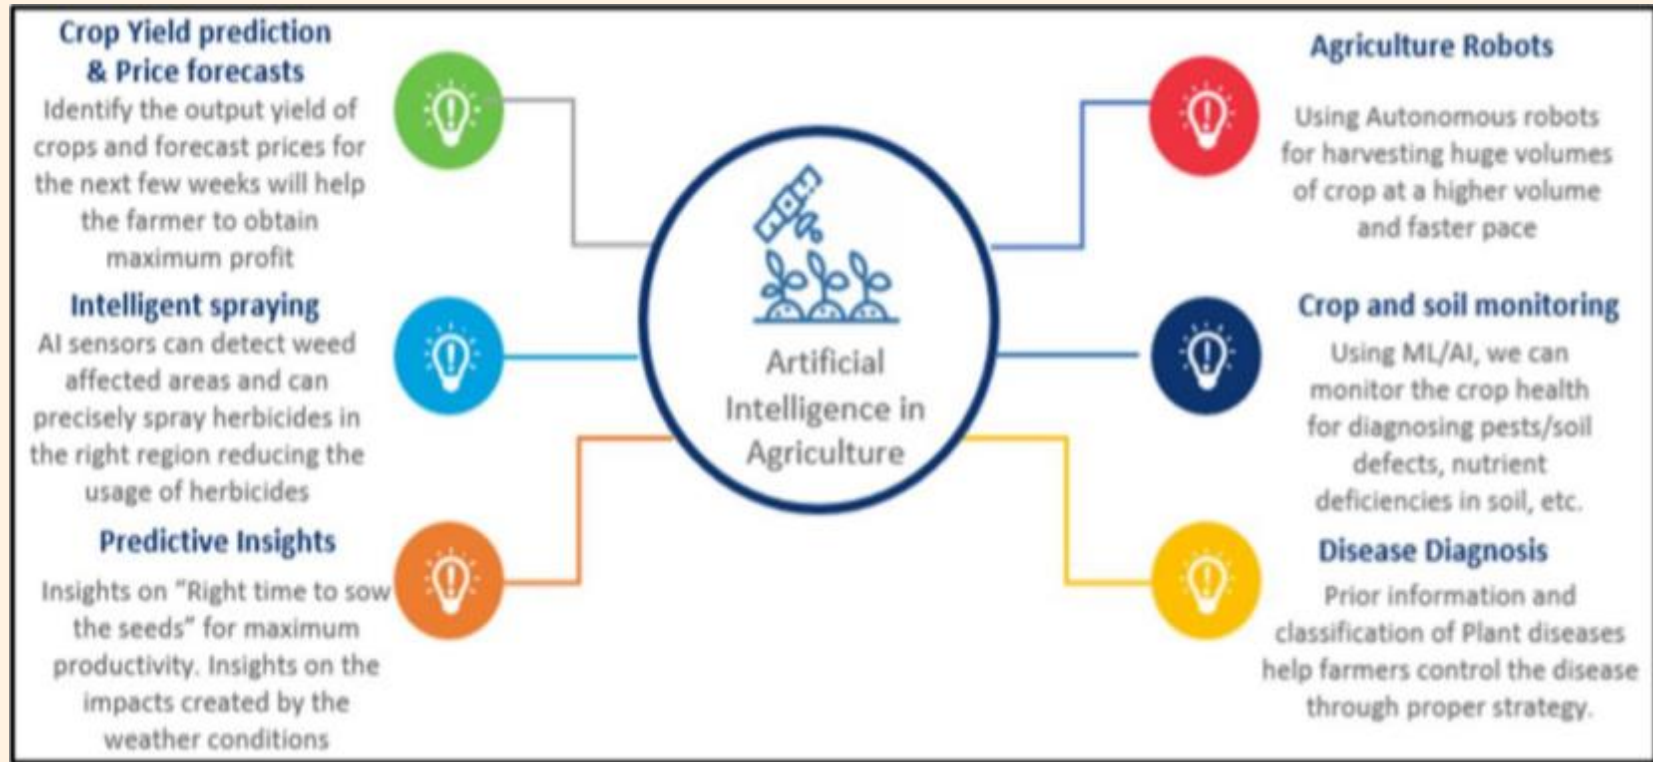 Crop Yield prediction
& Price forecasts
Identify the output yield of
crops and forecast prices for
the next few weeks will help
the farmer to obtain
maximum profit
Intelligent spraying
AI sensors can detect weed
affected areas and can
precisely spray herbicides in
the right region reducing the
usage of herbicides
Predictive Insights
Insights on "Right time to sow
the seeds" for maximum
productivity. Insights on the
impacts created by the
weather conditions
Artificial
Intelligence in
Agriculture
Agriculture Robots
Using Autonomous robots
for harvesting huge volumes
of crop at a higher volume
and faster pace
Crop and soil monitoring
Using ML/AI, we can
monitor the crop health
for diagnosing pests/soil
defects, nutrient
deficiencies in soil, etc.
Disease Diagnosis
Prior information and
classification of Plant diseases
help farmers control the disease
through proper strategy.